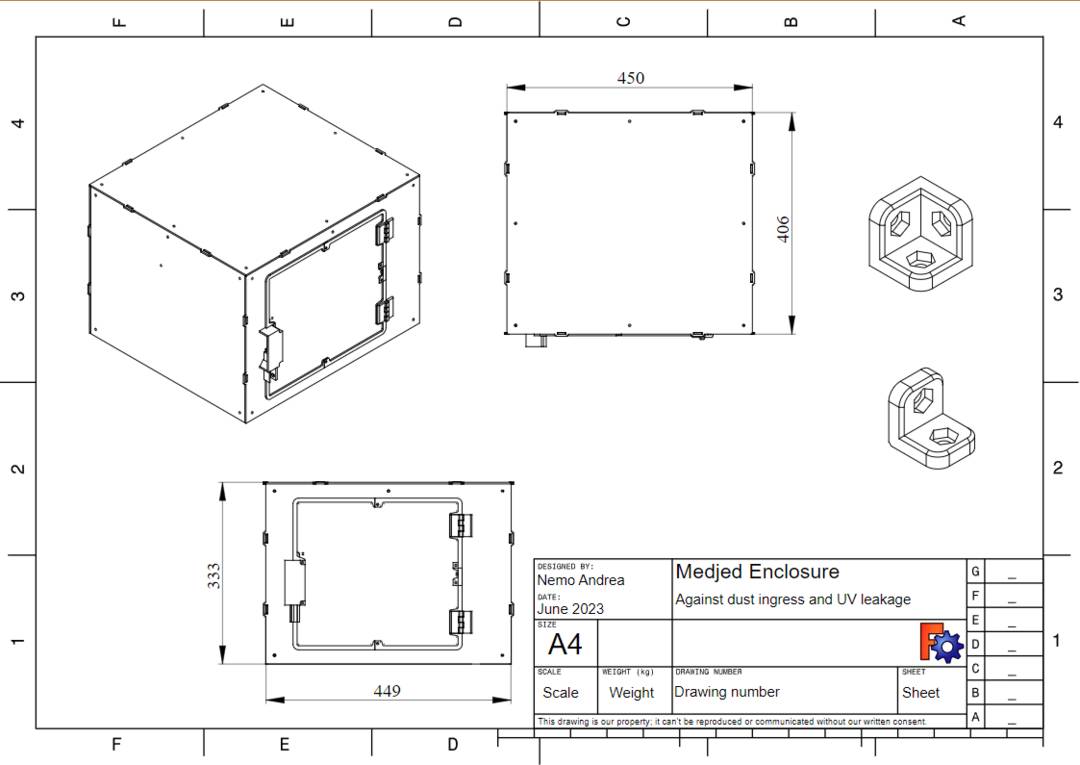 F E D C B A
4 4
3 3
2 2
1 1
F E D
450
406
333
449
DESIGNED BY:
Nemo Andrea
DATE:
June 2023
Medjed Enclosure
Against dust ingress and UV leakage
SIZE
A4
SCALE
Scale
WEIGHT (kg)
Weight
DRAWING NUMBER
Drawing number
SHEET
Sheet
This drawing is our property; it can't be reproduced or communicated without our written consent.
G _
F _
E _
D _
C _
B _
A _